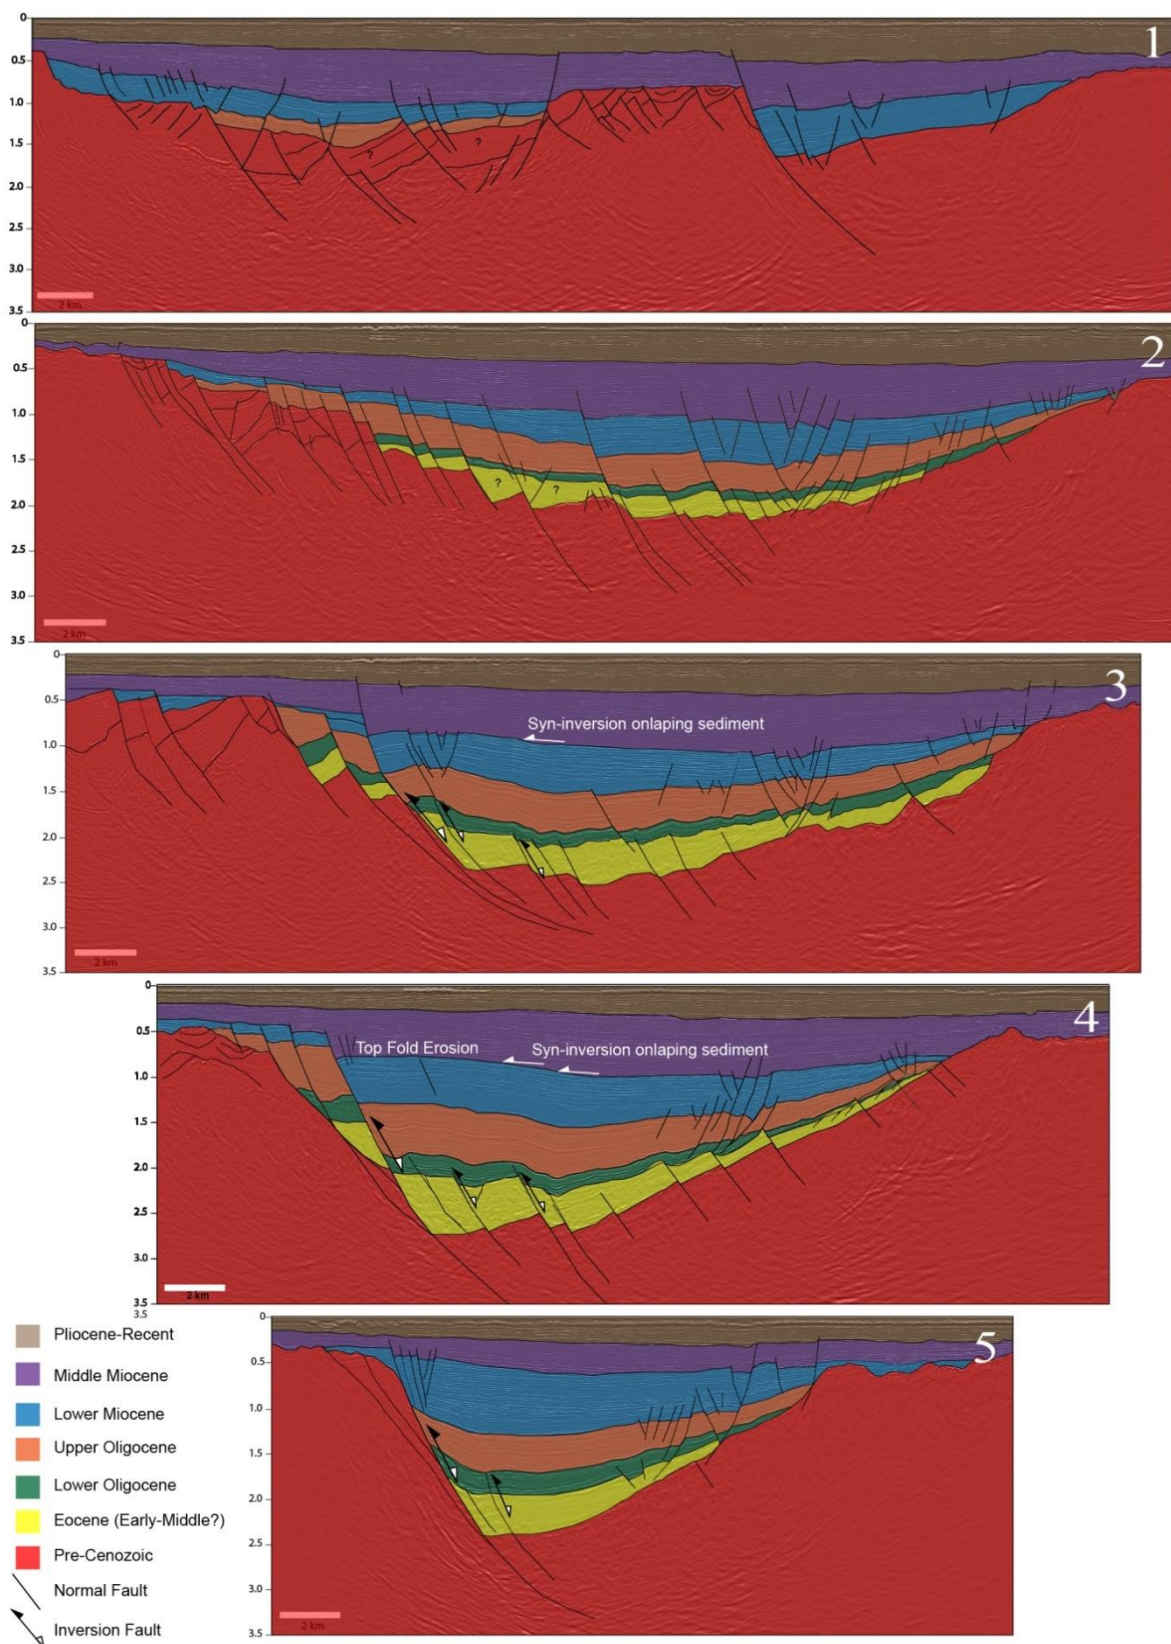 0
0.5
1.0
1.5
2.0
2.5
3.0
3.5
1
?
?
2 km
0
0.5
1.0
1.5
2.0
2.5
3.0
3.5
2
?
?
2 km
0
0.5
1.0
1.5
2.0
2.5
3.0
3.5
3
Syn-inversion onlaping sediment
2 km
0
0.5
1.0
1.5
2.0
2.5
3.0
3.5
4
Top Fold Erosion
Syn-inversion onlaping sediment
2 km
3.5
0
0.5
1.0
1.5
2.0
2.5
3.0
3.5
5
2 km
Pliocene-Recent
Middle Miocene
Lower Miocene
Upper Oligocene
Lower Oligocene
Eocene (Early-Middle?)
Pre-Cenozoic
Normal Fault
Inversion Fault